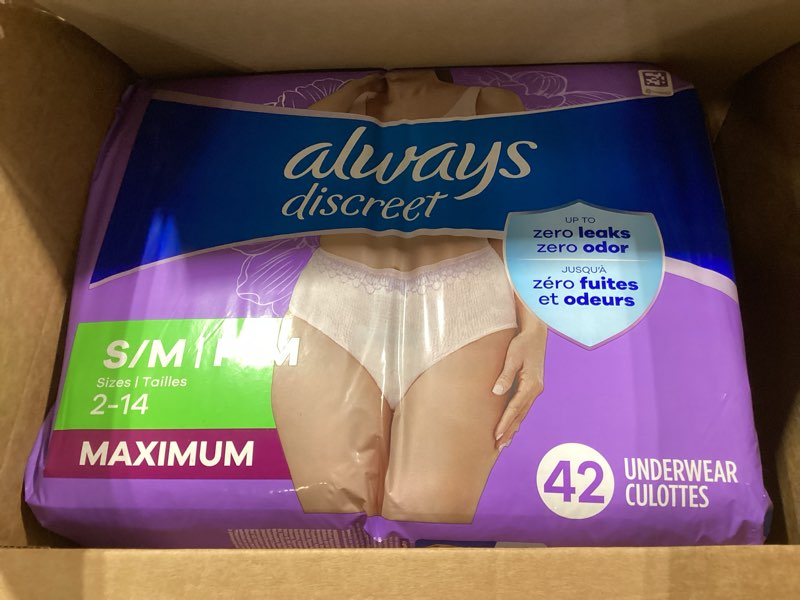 always
discreet
UP TO
zero leaks
zero odor
JUSQU'À
zéro fuites
et odeurs
S/M | P/M
Sizes | Tailles
2-14
MAXIMUM
42
UNDERWEAR
CULOTTES